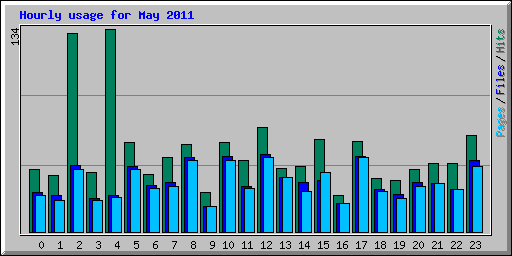 Hourly usage for May 2011
134
Pages / Files / Hits
0 1 2 3 4 5 6 7 8 9 10 11 12 13 14 15 16 17 18 19 20 21 22 23